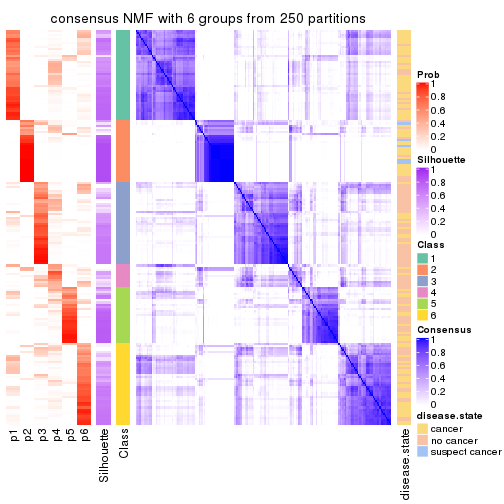 consensus NMF with 6 groups from 250 partitions
Prob
1
0.8
0.6
0.4
0.2
0
Silhouette
1
0.8
0.6
0.4
0.2
0
Class
1
2
3
4
5
6
Consensus
1
0.8
0.6
0.4
0.2
0
disease.state
cancer
no cancer
suspect cancer
p1
p2
p3
p4
p5
p6
Silhouette
Class
disease.state